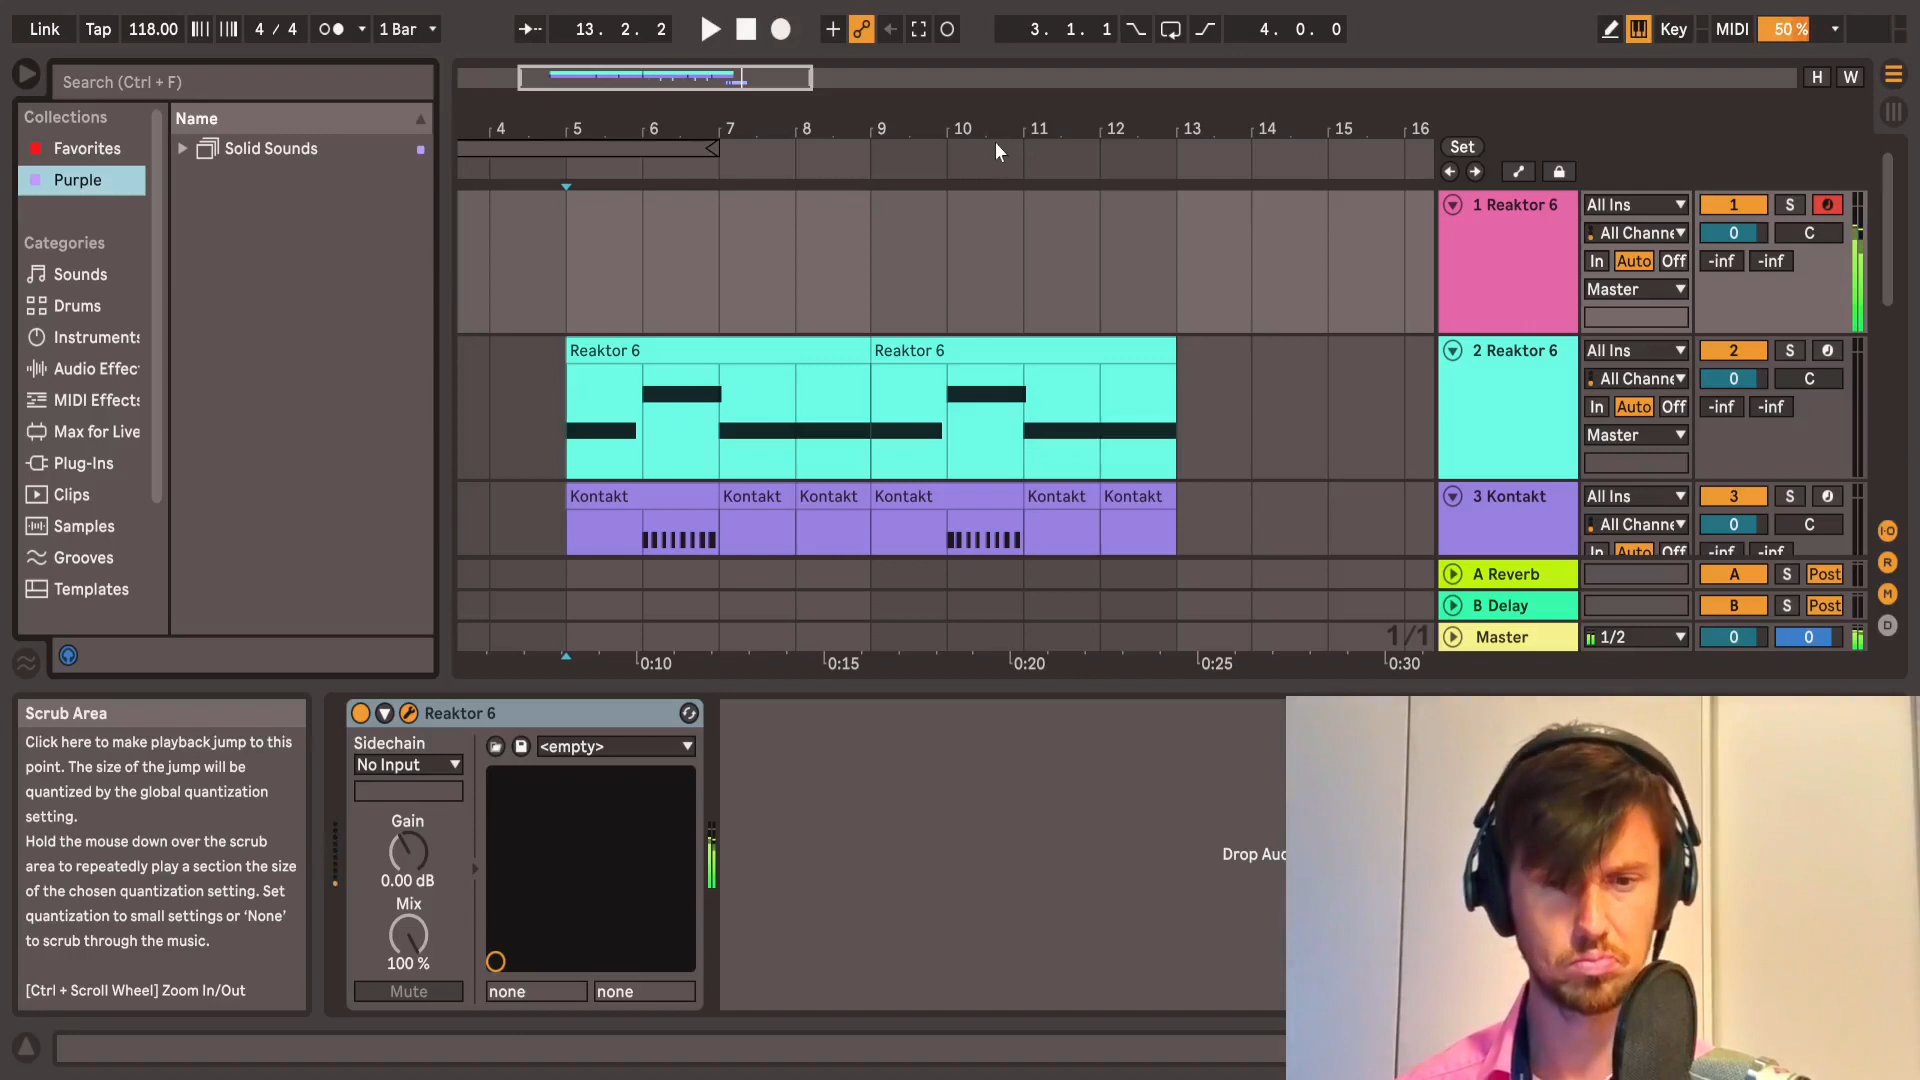 Link Tap 118.00 4 / 4 1 Bar 13. 2. 2 3. 1. 1 4. 0. 0 Key MIDI 50 %
Search (Ctrl + F)
H W
Collections
Favorites
Purple
Categories
Sounds
Drums
Instruments
Audio Effec
MIDI Effects
Max for Live
Plug-Ins
Clips
Samples
Grooves
Templates
Name
Solid Sounds
4 5 6 7 8 9 10 11 12 13 14 15 16
Set
1 Reaktor 6 All Ins 1 S
All Channe 0 C
In Auto Off -inf -inf
Master
Reaktor 6 Reaktor 6
2 Reaktor 6 All Ins 2 S
All Channe 0 C
In Auto Off -inf -inf
Master
Kontakt Kontakt Kontakt Kontakt Kontakt Kontakt
3 Kontakt All Ins 3 S
All Channe 0 C
In Auto Off -inf -inf
A Reverb A S Post
B Delay B S Post
1/1
Master 1/2 0 0
0:10 0:15 0:20 0:25 0:30
I·O
R
M
D
Scrub Area
Click here to make playback jump to this
point. The size of the jump will be
quantized by the global quantization
setting.
Hold the mouse down over the scrub
area to repeatedly play a section the size
of the chosen quantization setting. Set
quantization to small settings or 'None'
to scrub through the music.
[Ctrl + Scroll Wheel] Zoom In/Out
Reaktor 6
Sidechain
No Input
Gain
0.00 dB
Mix
100 %
Mute
<empty>
none none
Drop Aud